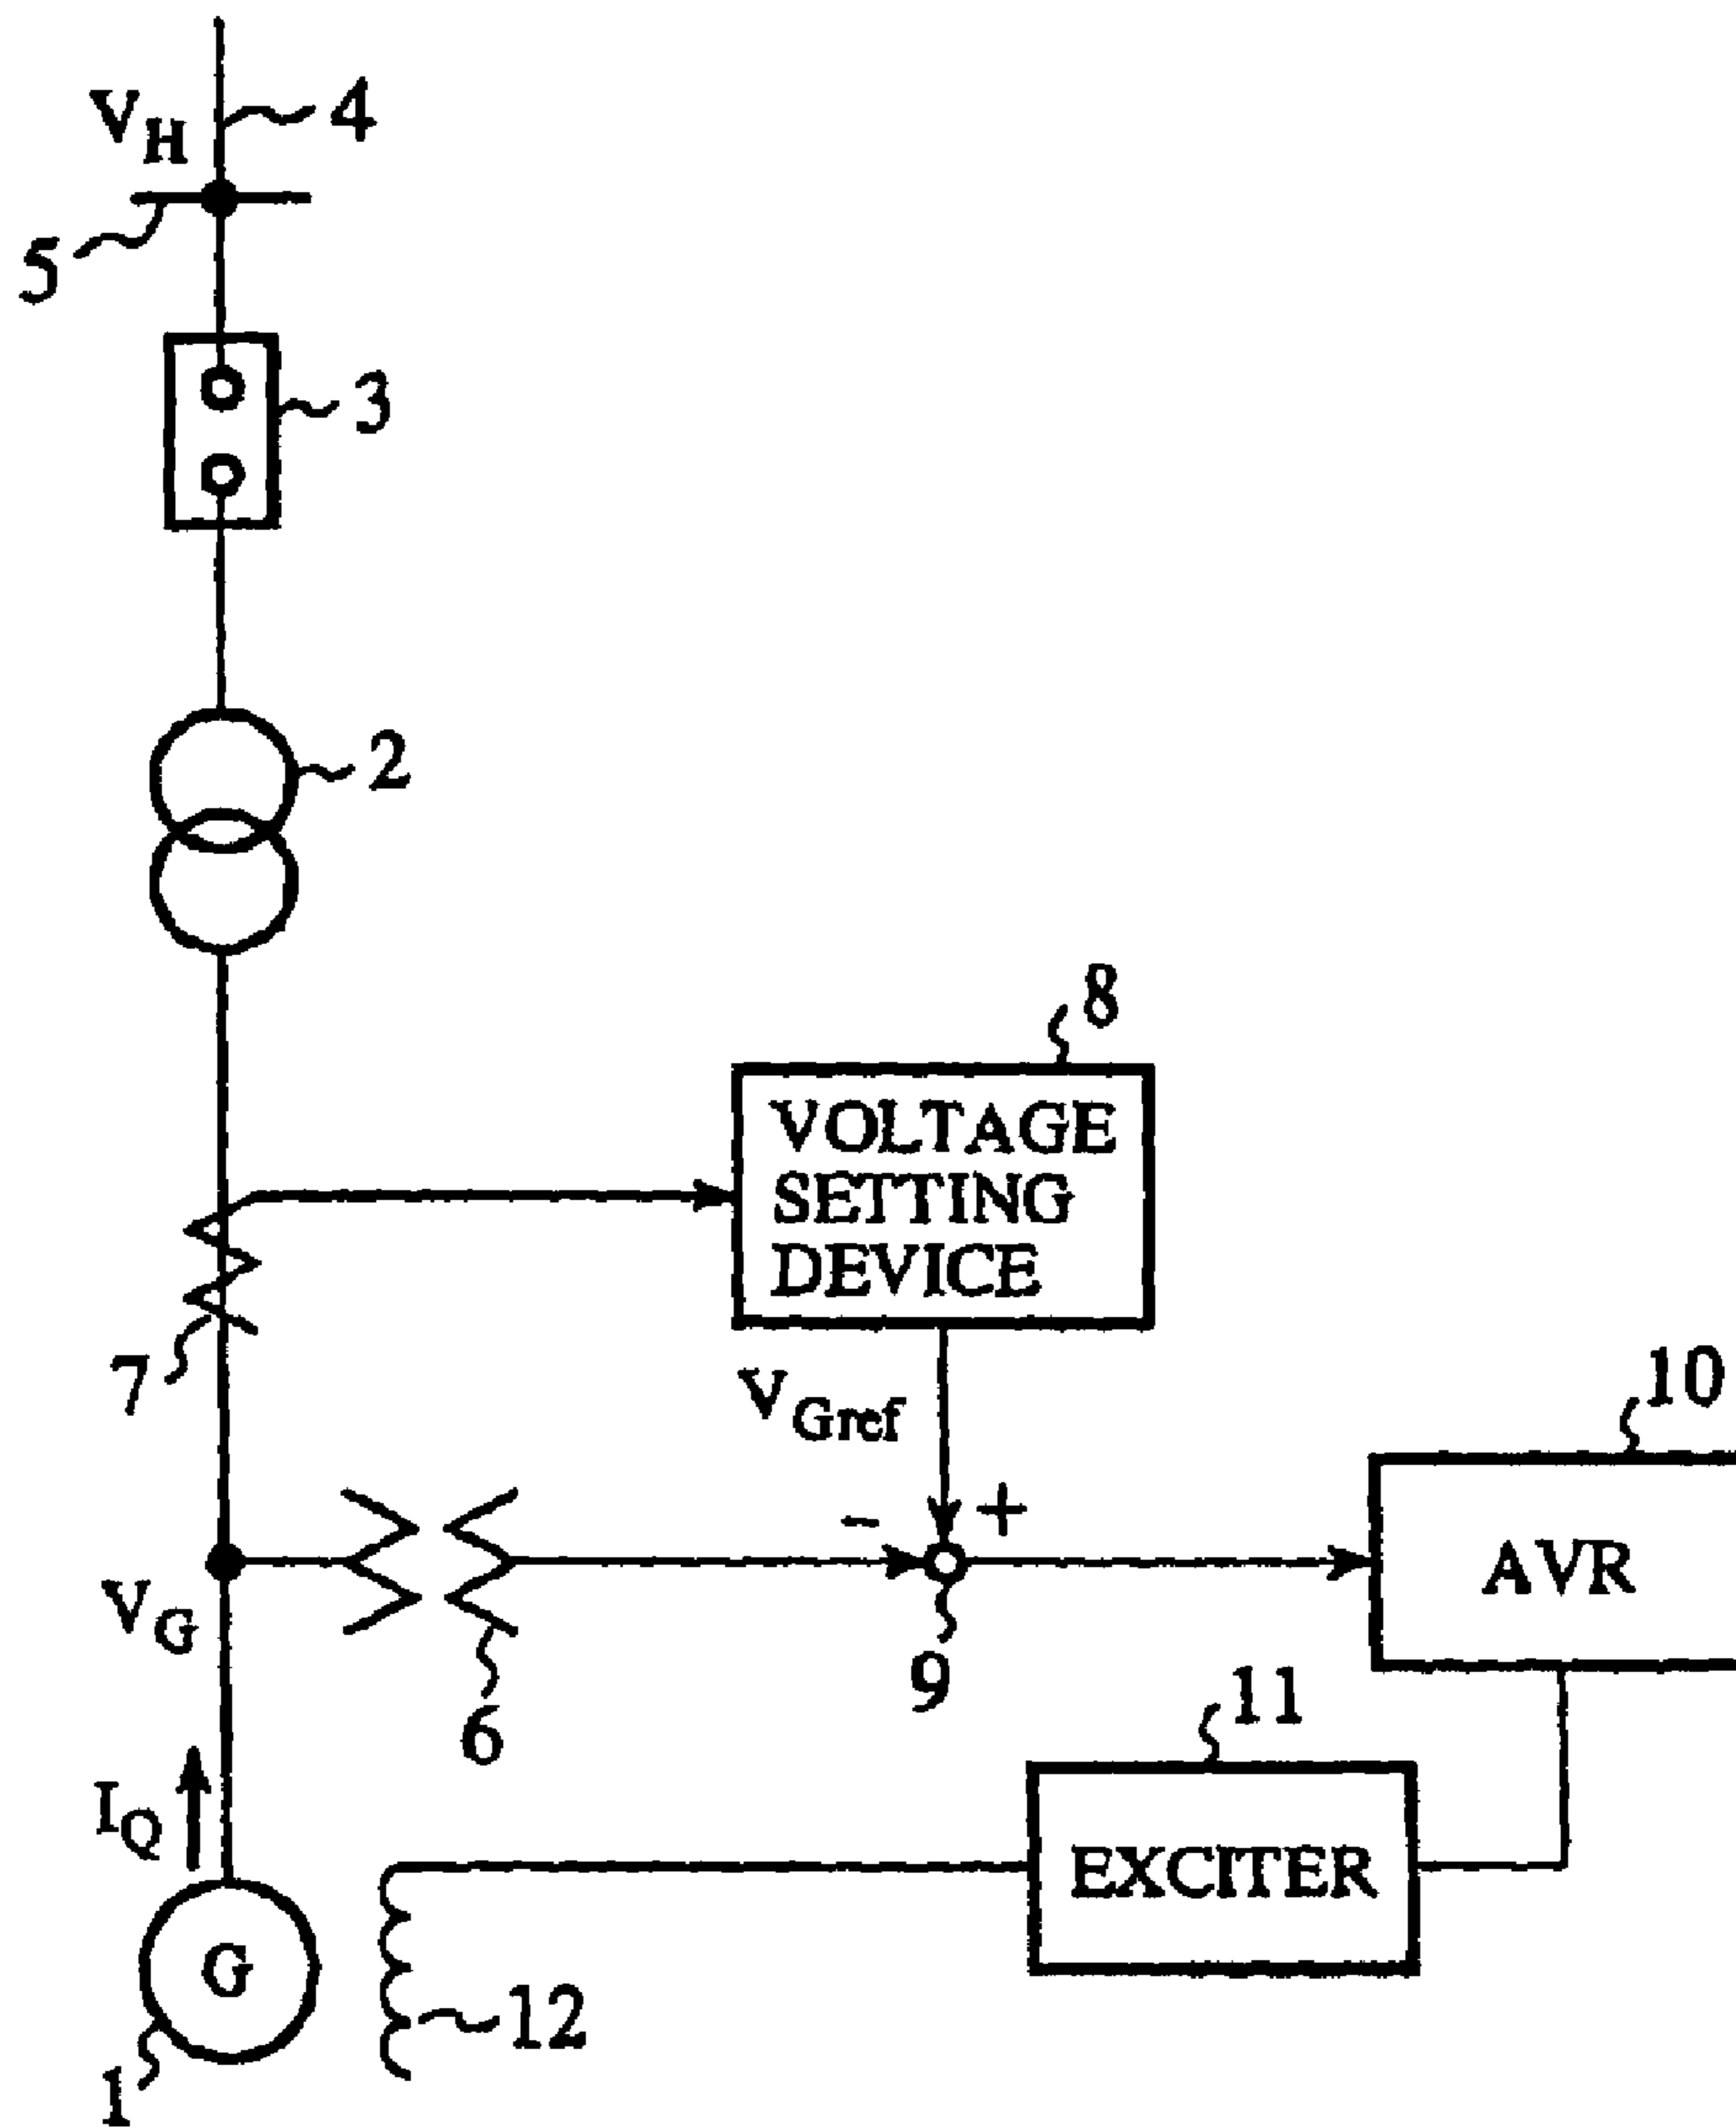 4
VH
5
3
2
8
VOLTAGE
SETTING
DEVICE
7
VGref
10
- +
AVR
VG
9
11
6
IQ
EXCITER
G
12
1